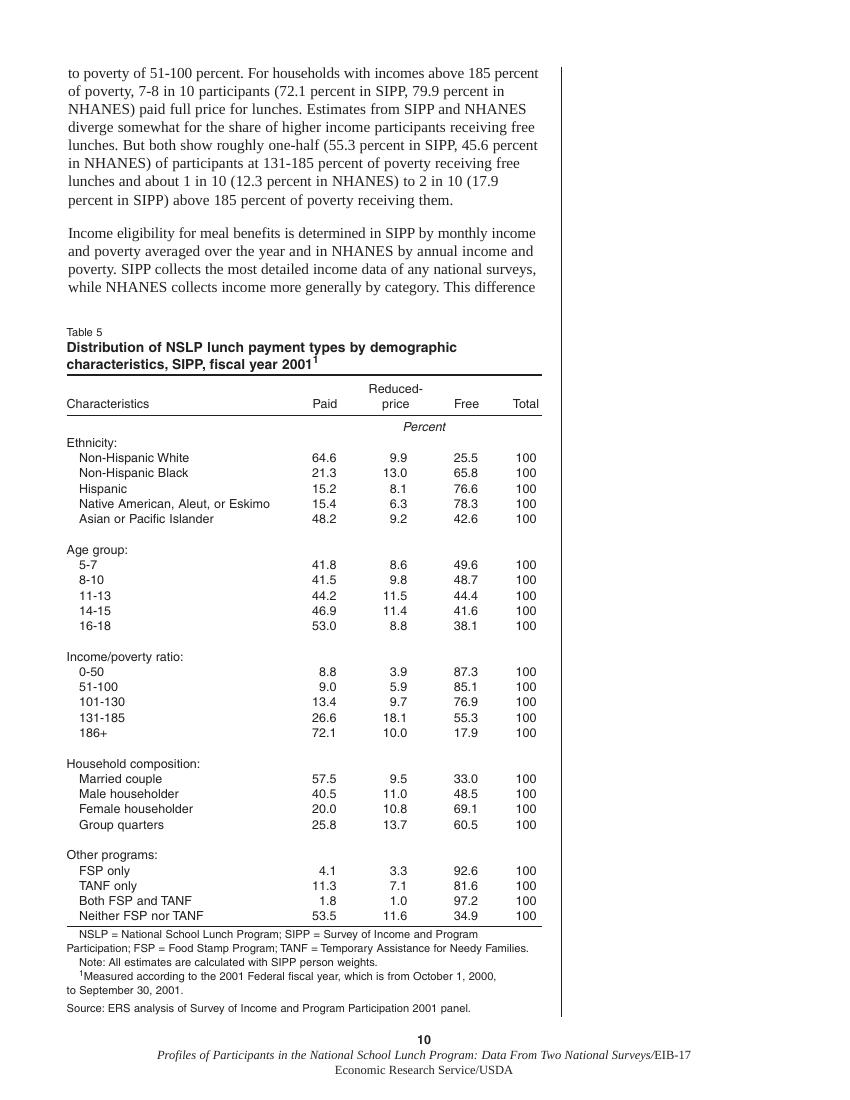 to poverty of 51-100 percent. For households with incomes above 185 percent
of poverty, 7-8 in 10 participants (72.1 percent in SIPP, 79.9 percent in
NHANES) paid full price for lunches. Estimates from SIPP and NHANES
diverge somewhat for the share of higher income participants receiving free
lunches. But both show roughly one-half (55.3 percent in SIPP, 45.6 percent
in NHANES) of participants at 131-185 percent of poverty receiving free
lunches and about 1 in 10 (12.3 percent in NHANES) to 2 in 10 (17.9
percent in SIPP) above 185 percent of poverty receiving them.
Income eligibility for meal benefits is determined in SIPP by monthly income
and poverty averaged over the year and in NHANES by annual income and
poverty. SIPP collects the most detailed income data of any national surveys,
while NHANES collects income more generally by category. This difference
Table 5
Distribution of NSLP lunch payment types by demographic
characteristics, SIPP, fiscal year 2001¹
Reduced-
Characteristics Paid price Free Total
Percent
Ethnicity:
Non-Hispanic White 64.6 9.9 25.5 100
Non-Hispanic Black 21.3 13.0 65.8 100
Hispanic 15.2 8.1 76.6 100
Native American, Aleut, or Eskimo 15.4 6.3 78.3 100
Asian or Pacific Islander 48.2 9.2 42.6 100
Age group:
5-7 41.8 8.6 49.6 100
8-10 41.5 9.8 48.7 100
11-13 44.2 11.5 44.4 100
14-15 46.9 11.4 41.6 100
16-18 53.0 8.8 38.1 100
Income/poverty ratio:
0-50 8.8 3.9 87.3 100
51-100 9.0 5.9 85.1 100
101-130 13.4 9.7 76.9 100
131-185 26.6 18.1 55.3 100
186+ 72.1 10.0 17.9 100
Household composition:
Married couple 57.5 9.5 33.0 100
Male householder 40.5 11.0 48.5 100
Female householder 20.0 10.8 69.1 100
Group quarters 25.8 13.7 60.5 100
Other programs:
FSP only 4.1 3.3 92.6 100
TANF only 11.3 7.1 81.6 100
Both FSP and TANF 1.8 1.0 97.2 100
Neither FSP nor TANF 53.5 11.6 34.9 100
NSLP = National School Lunch Program; SIPP = Survey of Income and Program
Participation; FSP = Food Stamp Program; TANF = Temporary Assistance for Needy Families.
Note: All estimates are calculated with SIPP person weights.
¹Measured according to the 2001 Federal fiscal year, which is from October 1, 2000,
to September 30, 2001.
Source: ERS analysis of Survey of Income and Program Participation 2001 panel.
10
Profiles of Participants in the National School Lunch Program: Data From Two National Surveys/EIB-17
Economic Research Service/USDA